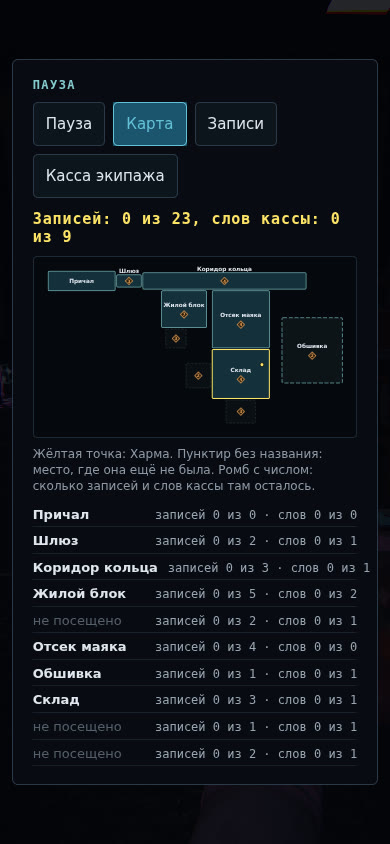 ПАУЗА
Пауза
Карта
Записи
Касса экипажа
Записей: 0 из 23, слов кассы: 0
из 9
Шлюз
Коридор кольца
Причал
Жилой блок
Отсек маяка
Обшивка
Склад
Жёлтая точка: Харма. Пунктир без названия:
место, где она ещё не была. Ромб с числом:
сколько записей и слов кассы там осталось.
Причал записей 0 из 0 · слов 0 из 0
Шлюз записей 0 из 2 · слов 0 из 1
Коридор кольца записей 0 из 3 · слов 0 из 1
Жилой блок записей 0 из 5 · слов 0 из 2
не посещено записей 0 из 2 · слов 0 из 1
Отсек маяка записей 0 из 4 · слов 0 из 0
Обшивка записей 0 из 1 · слов 0 из 1
Склад записей 0 из 3 · слов 0 из 1
не посещено записей 0 из 1 · слов 0 из 1
не посещено записей 0 из 2 · слов 0 из 1